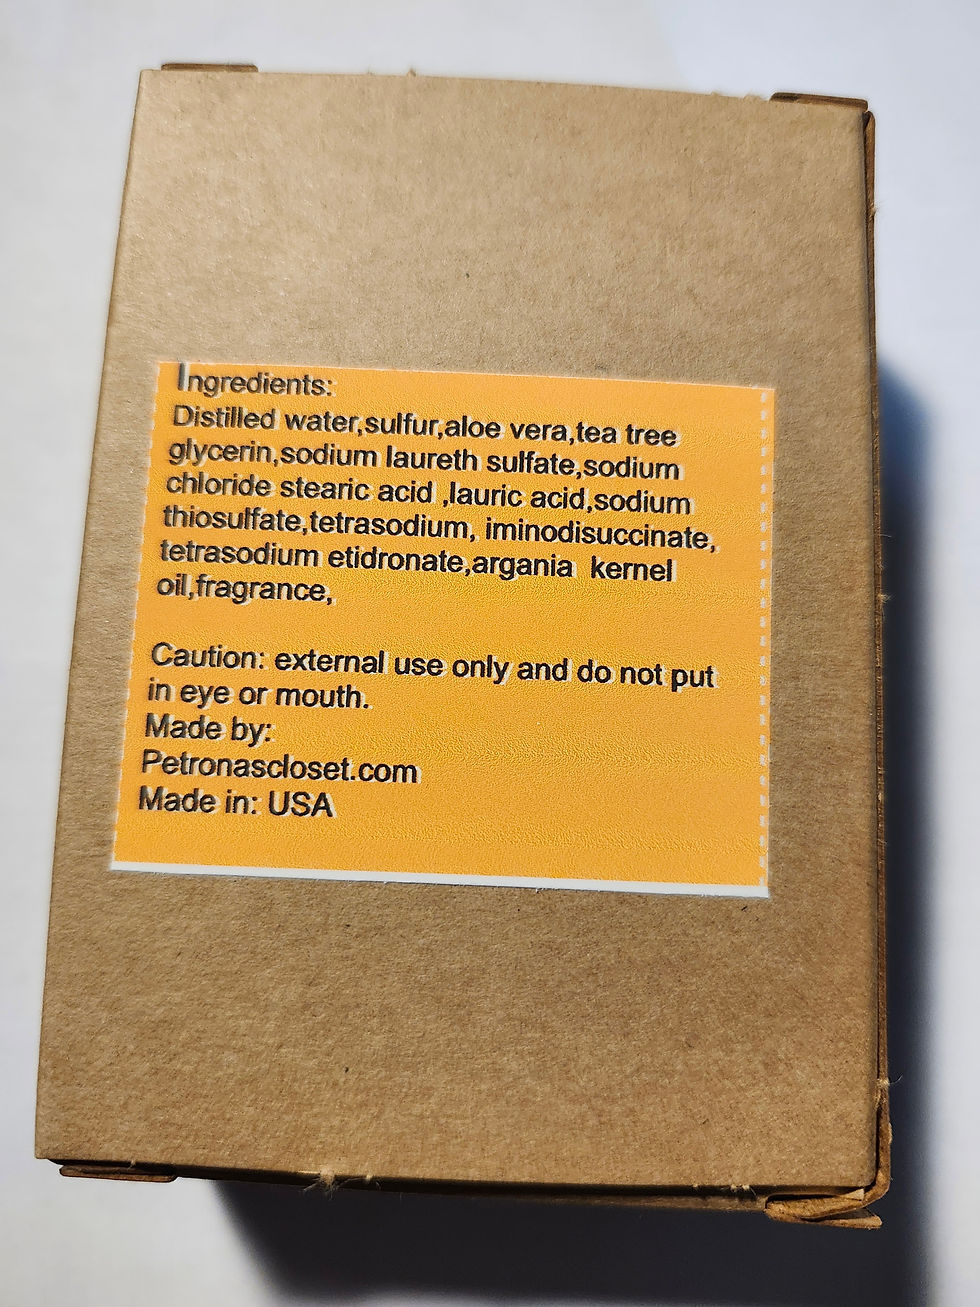 Ingredients:
Distilled water,sulfur,aloe vera,tea tree
glycerin,sodium laureth sulfate,sodium
chloride stearic acid ,lauric acid,sodium
thiosulfate,tetrasodium, iminodisuccinate,
tetrasodium etidronate,argania  kernel
oil,fragrance,
Caution: external use only and do not put
in eye or mouth.
Made by:
Petronascloset.com
Made in: USA